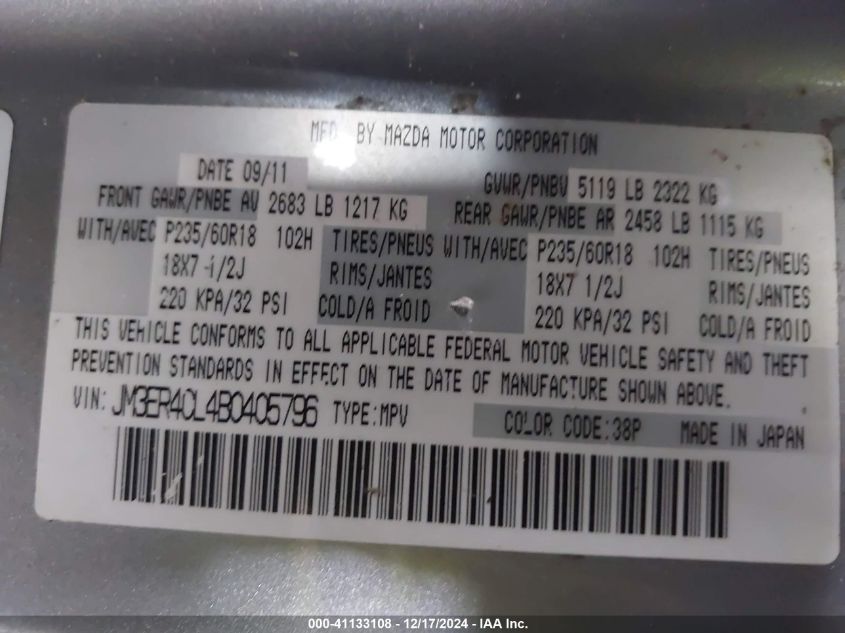 MFD. BY MAZDA MOTOR CORPORATION
DATE 09/11 GVWR/PNBV 5119 LB 2322 KG
FRONT GAWR/PNBE AV 2683 LB 1217 KG REAR GAWR/PNBE AR 2458 LB 1115 KG
WITH/AVEC P235/60R18 102H TIRES/PNEUS WITH/AVEC P235/60R18 102H TIRES/PNEUS
18X7 1/2J RIMS/JANTES 18X7 1/2J RIMS/JANTES
220 KPA/32 PSI COLD/A FROID 220 KPA/32 PSI COLD/A FROID
THIS VEHICLE CONFORMS TO ALL APPLICABLE FEDERAL MOTOR VEHICLE SAFETY AND THEFT
PREVENTION STANDARDS IN EFFECT ON THE DATE OF MANUFACTURE SHOWN ABOVE.
VIN: JM3ER4CL4B0405796 TYPE:MPV COLOR CODE:38P MADE IN JAPAN
000-41133108 - 12/17/2024 - IAA Inc.